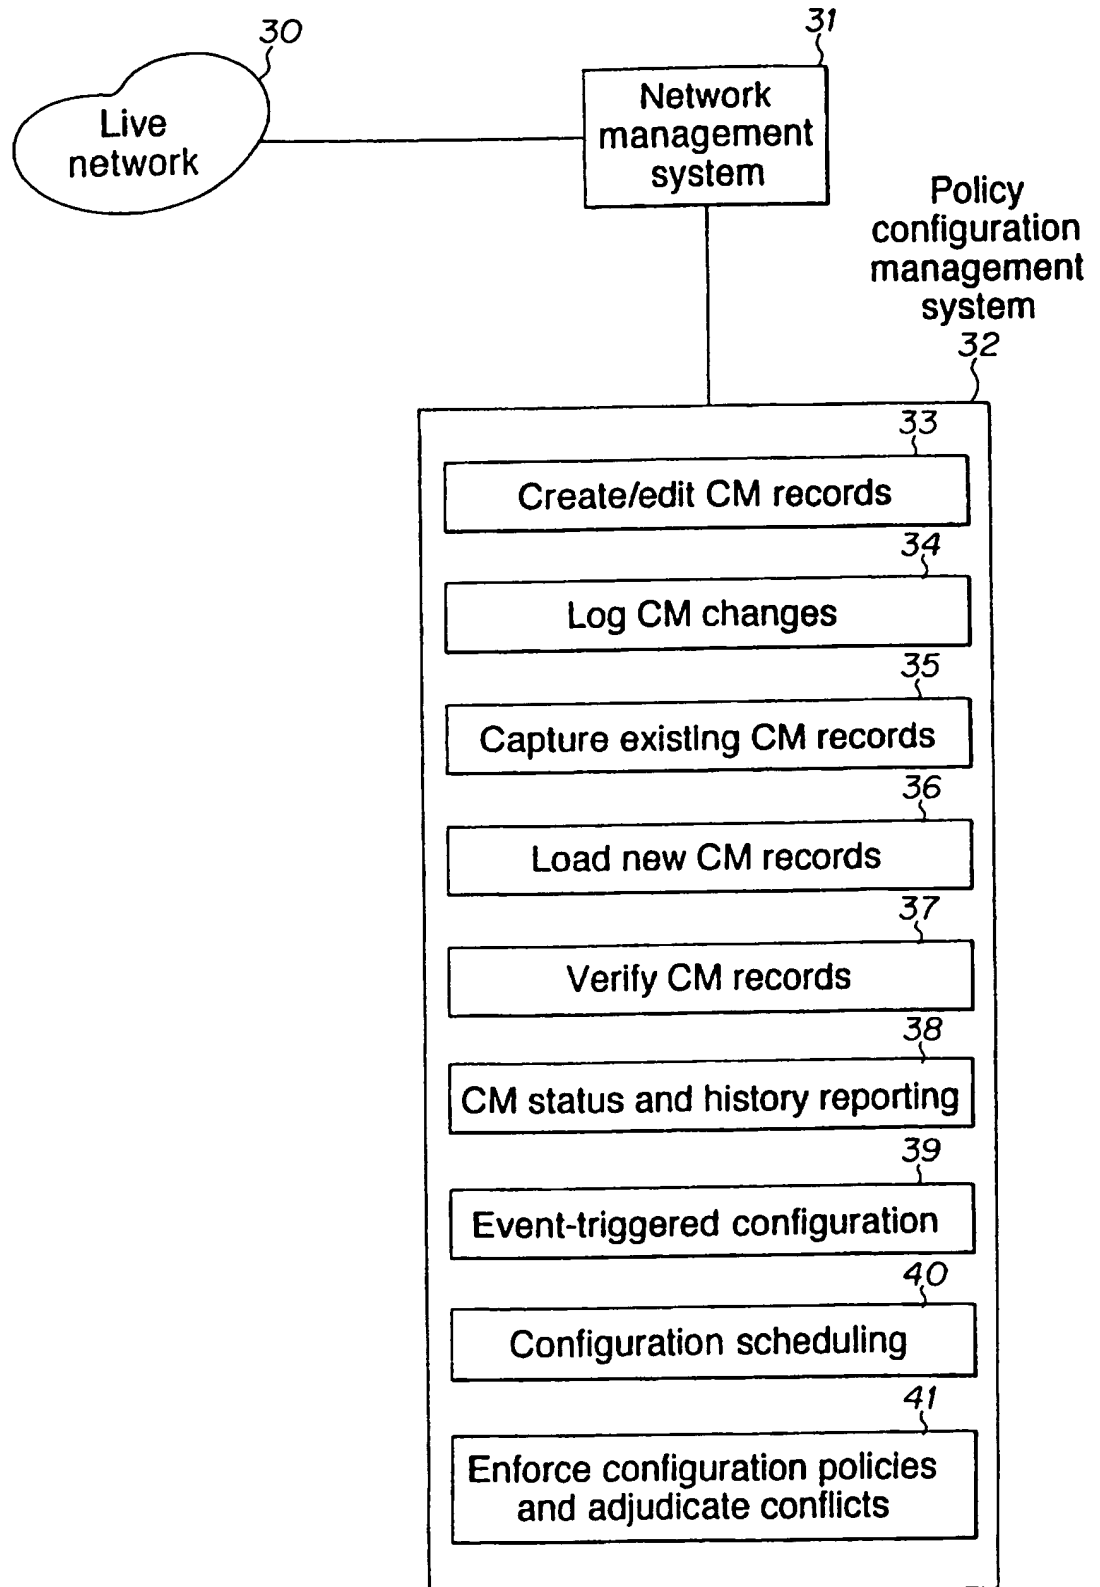 30
31
Live
network
Network
management
system
Policy
configuration
management
system
32
33
Create/edit CM records
34
Log CM changes
35
Capture existing CM records
36
Load new CM records
37
Verify CM records
38
CM status and history reporting
39
Event-triggered configuration
40
Configuration scheduling
41
Enforce configuration policies
and adjudicate conflicts